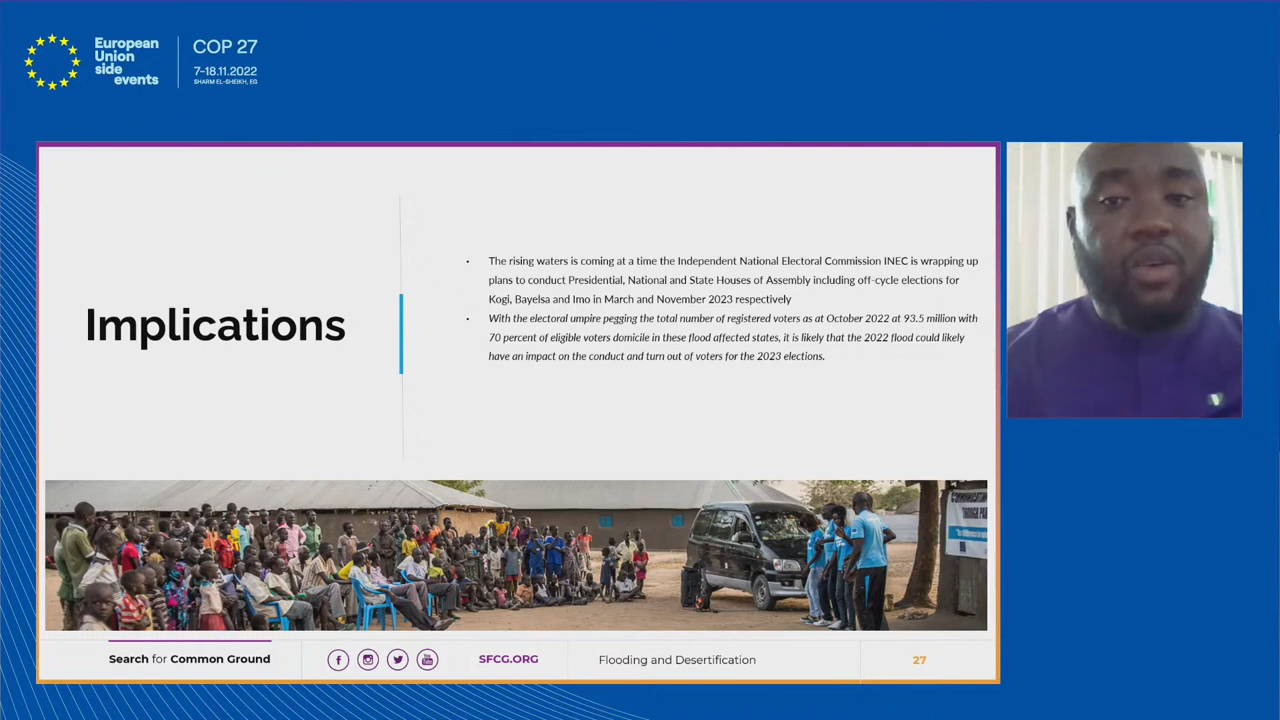 European
Union
side
events
COP 27
7-18.11.2022
SHARM EL-SHEIKH, EG
Implications
• The rising waters is coming at a time the Independent National Electoral Commission INEC is wrapping up
plans to conduct Presidential, National and State Houses of Assembly including off-cycle elections for
Kogi, Bayelsa and Imo in March and November 2023 respectively
• With the electoral umpire pegging the total number of registered voters as at October 2022 at 93.5 million with
70 percent of eligible voters domicile in these flood affected states, it is likely that the 2022 flood could likely
have an impact on the conduct and turn out of voters for the 2023 elections.
THROUGH PAR
Search for Common Ground
SFCG.ORG
Flooding and Desertification
27